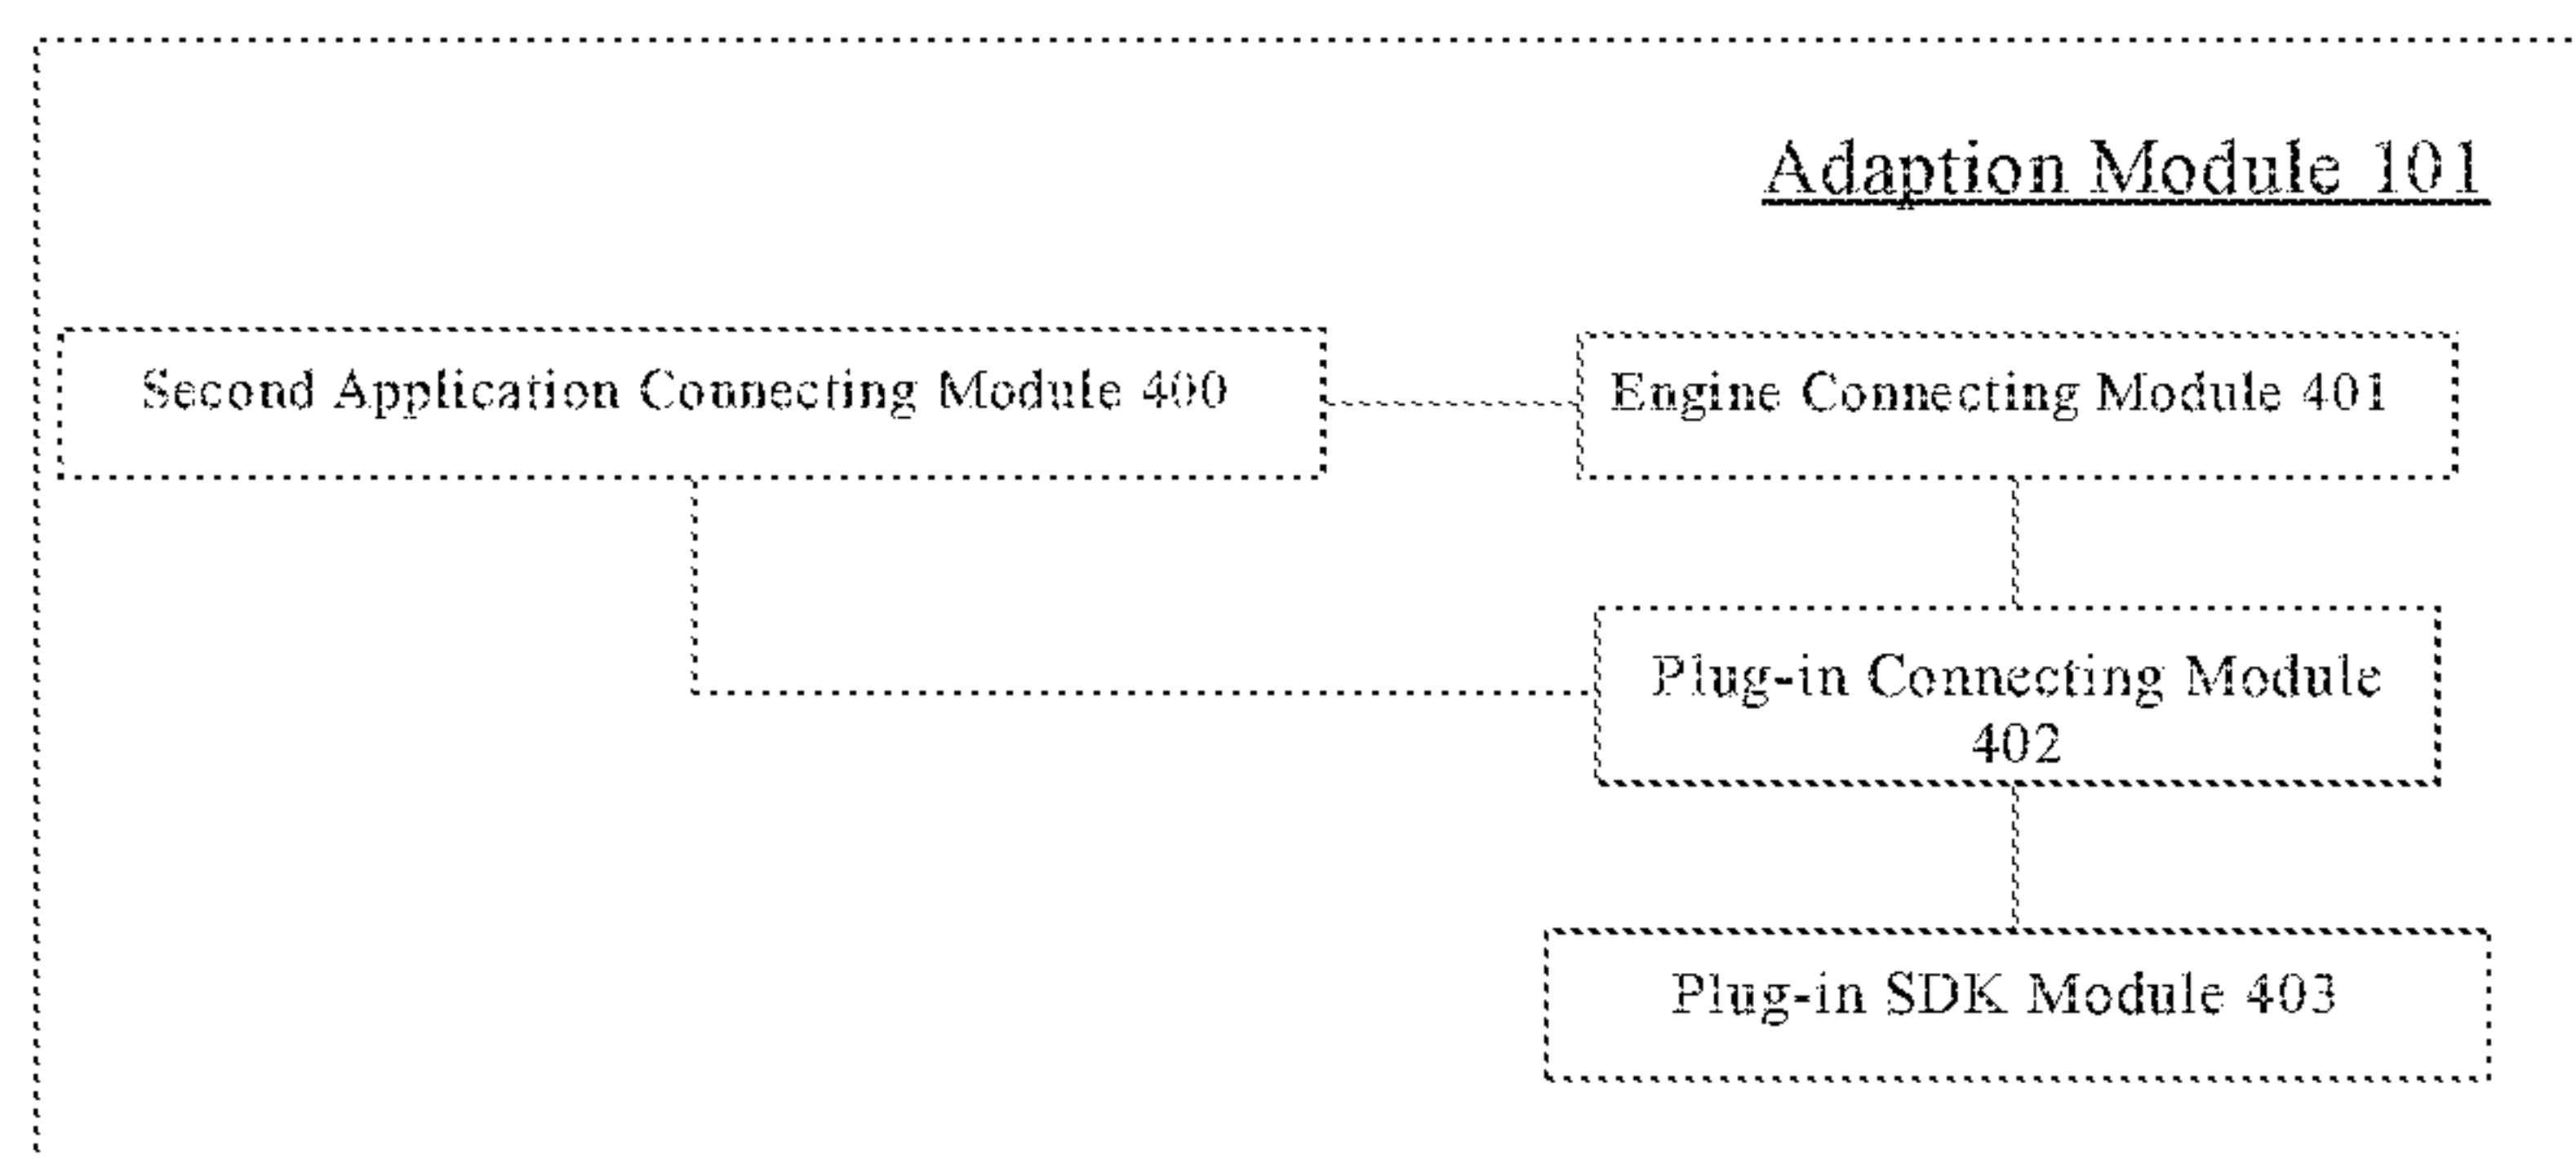 Adaption Module 101
Second Application Connecting Module 400
Engine Connecting Module 401
Plug-in Connecting Module
402
Plug-in SDK Module 403